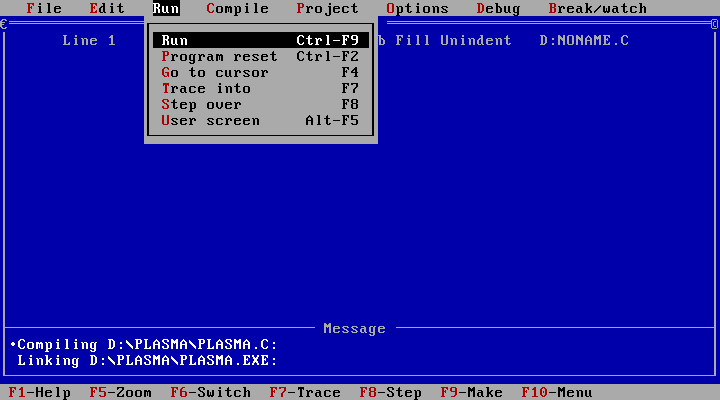 File Edit Run Compile Project Options Debug Break/watch
Line 1 b Fill Unindent D:NONAME.C
Run Ctrl-F9
Program reset Ctrl-F2
Go to cursor F4
Trace into F7
Step over F8
User screen Alt-F5
Message
•Compiling D:\PLASMA\PLASMA.C:
Linking D:\PLASMA\PLASMA.EXE:
F1-Help F5-Zoom F6-Switch F7-Trace F8-Step F9-Make F10-Menu